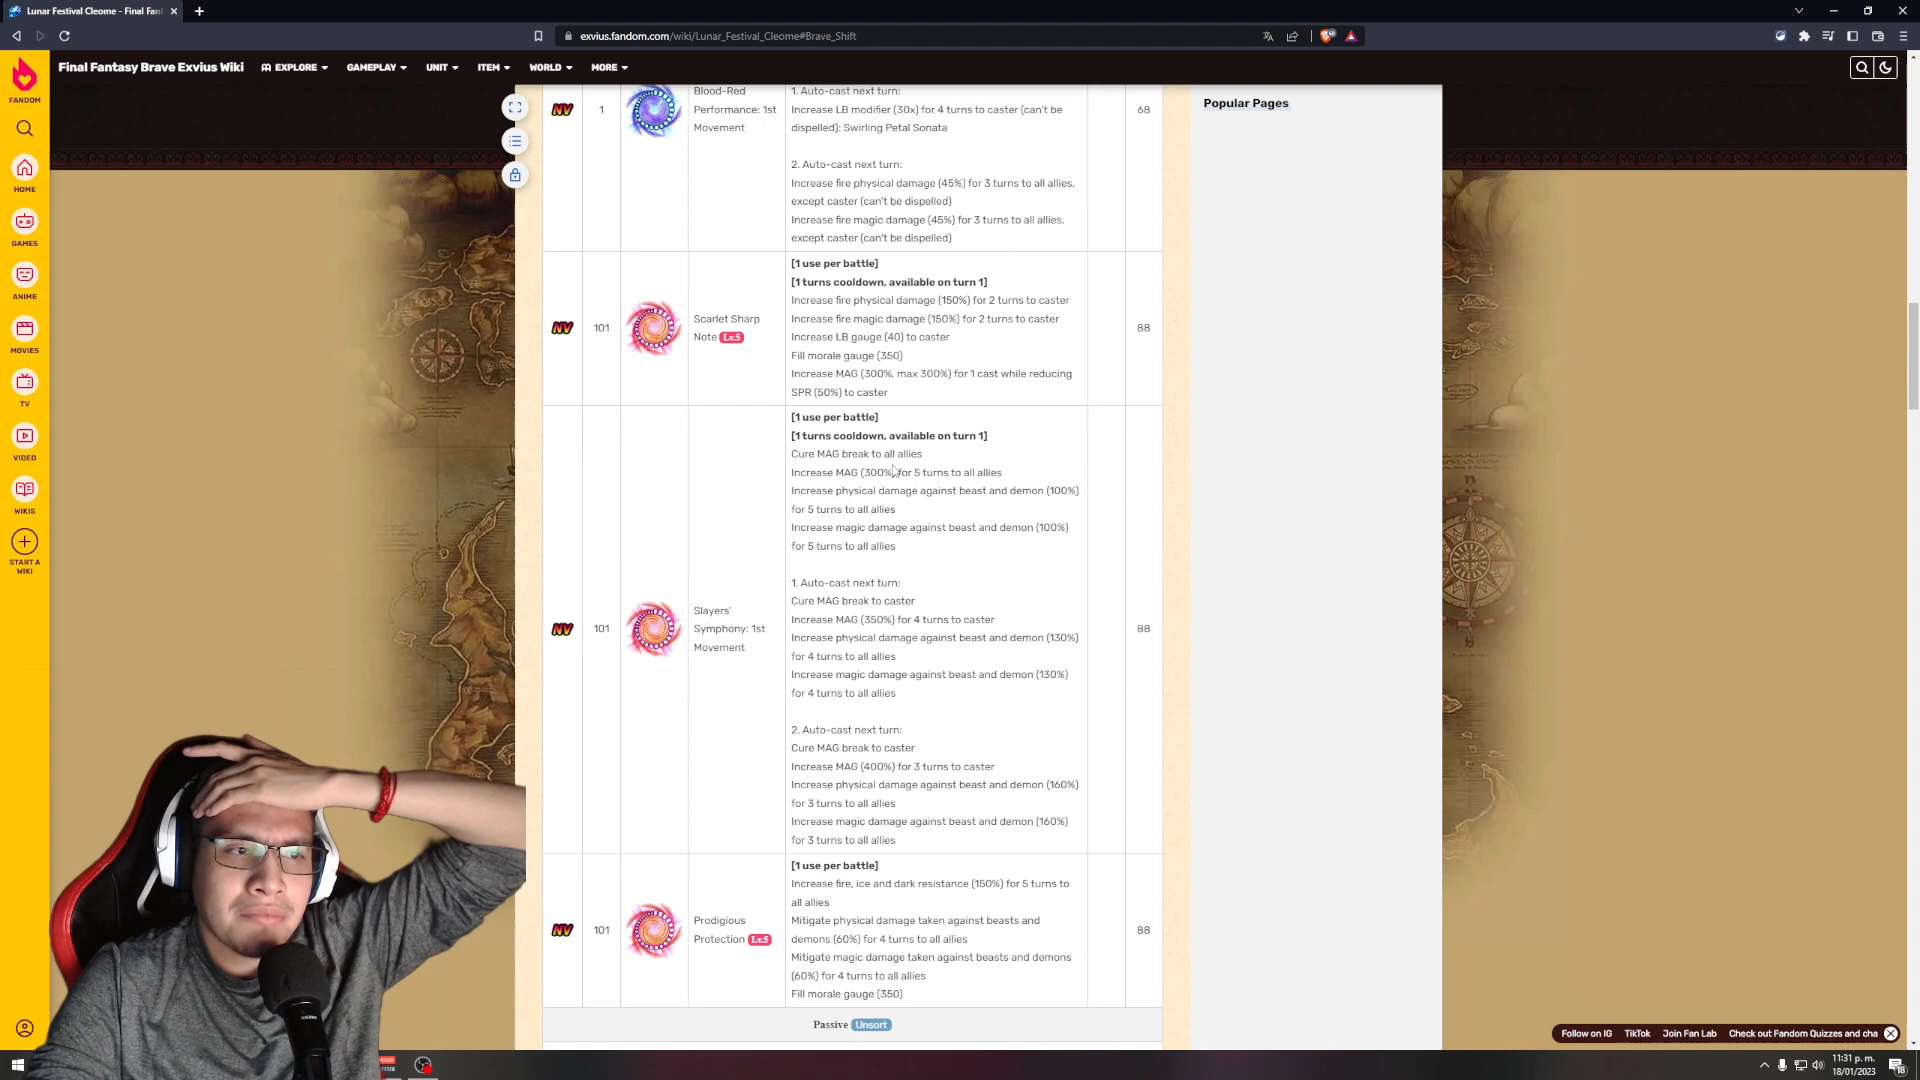 Lunar Festival Cleome - Final Fan
exvius.fandom.com/wiki/Lunar_Festival_Cleome#Brave_Shift
FANDOM
Final Fantasy Brave Exvius Wiki
EXPLORE
GAMEPLAY
UNIT
ITEM
WORLD
MORE
HOME
GAMES
ANIME
MOVIES
TV
VIDEO
WIKIS
START A
WIKI
Popular Pages
NV
1
Blood-Red
Performance: 1st
Movement
1. Auto-cast next turn:
Increase LB modifier (30x) for 4 turns to caster (can't be
dispelled): Swirling Petal Sonata
2. Auto-cast next turn:
Increase fire physical damage (45%) for 3 turns to all allies,
except caster (can't be dispelled)
Increase fire magic damage (45%) for 3 turns to all allies,
except caster (can't be dispelled)
68
NV
101
Scarlet Sharp
Note Lv.5
[1 use per battle]
[1 turns cooldown, available on turn 1]
Increase fire physical damage (150%) for 2 turns to caster
Increase fire magic damage (150%) for 2 turns to caster
Increase LB gauge (40) to caster
Fill morale gauge (350)
Increase MAG (300%, max 300%) for 1 cast while reducing
SPR (50%) to caster
88
NV
101
Slayers'
Symphony: 1st
Movement
[1 use per battle]
[1 turns cooldown, available on turn 1]
Cure MAG break to all allies
Increase MAG (300%) for 5 turns to all allies
Increase physical damage against beast and demon (100%)
for 5 turns to all allies
Increase magic damage against beast and demon (100%)
for 5 turns to all allies
1. Auto-cast next turn:
Cure MAG break to caster
Increase MAG (350%) for 4 turns to caster
Increase physical damage against beast and demon (130%)
for 4 turns to all allies
Increase magic damage against beast and demon (130%)
for 4 turns to all allies
2. Auto-cast next turn:
Cure MAG break to caster
Increase MAG (400%) for 3 turns to caster
Increase physical damage against beast and demon (160%)
for 3 turns to all allies
Increase magic damage against beast and demon (160%)
for 3 turns to all allies
88
NV
101
Prodigious
Protection Lv.5
[1 use per battle]
Increase fire, ice and dark resistance (150%) for 5 turns to
all allies
Mitigate physical damage taken against beasts and
demons (60%) for 4 turns to all allies
Mitigate magic damage taken against beasts and demons
(60%) for 4 turns to all allies
Fill morale gauge (350)
88
Passive Unsort
Follow on IG
TikTok
Join Fan Lab
Check out Fandom Quizzes and cha
11:31 p. m.
18/01/2023